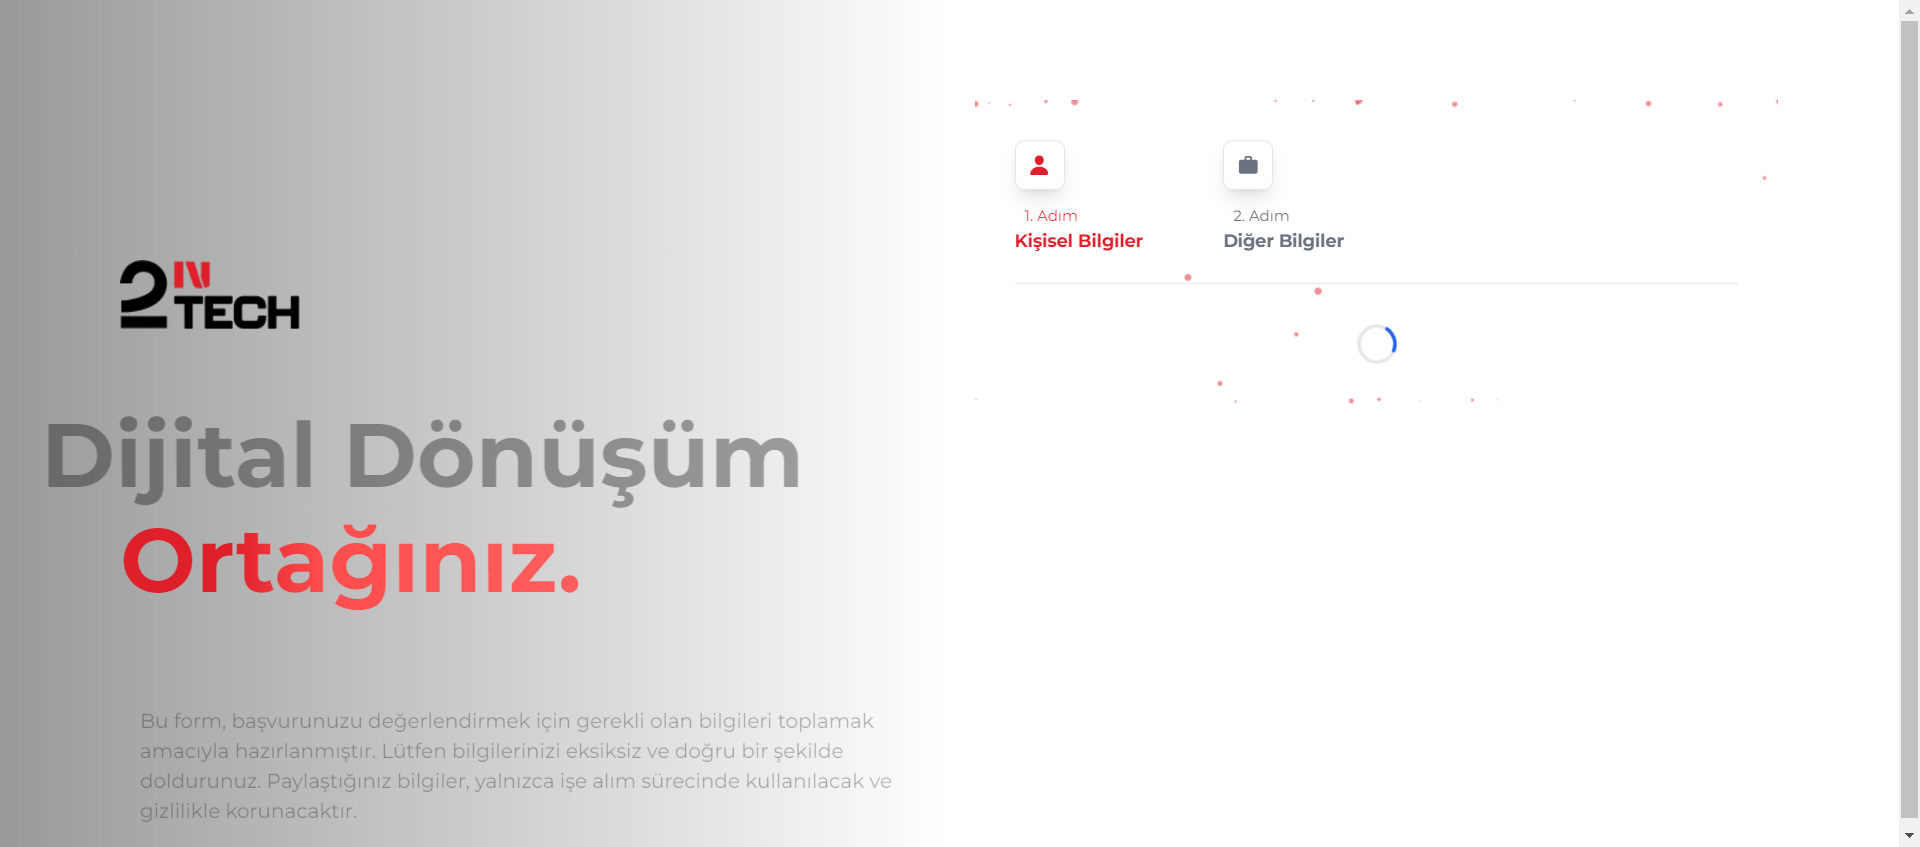 2 IN
TECH
Dijital Dönüşüm
Ortağınız.
Bu form, başvurunuzu değerlendirmek için gerekli olan bilgileri toplamak
amacıyla hazırlanmıştır. Lütfen bilgilerinizi eksiksiz ve doğru bir şekilde
doldurunuz. Paylaştığınız bilgiler, yalnızca işe alım sürecinde kullanılacak ve
gizlilikle korunacaktır.
1. Adım
Kişisel Bilgiler
2. Adım
Diğer Bilgiler